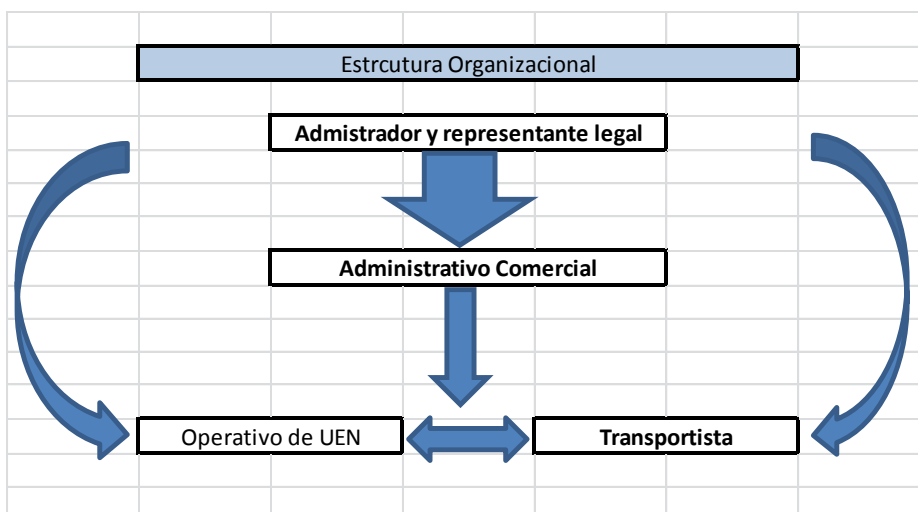 Estrcutura Organizacional
Admistrador y representante legal
Administrativo Comercial
Operativo de UEN
Transportista